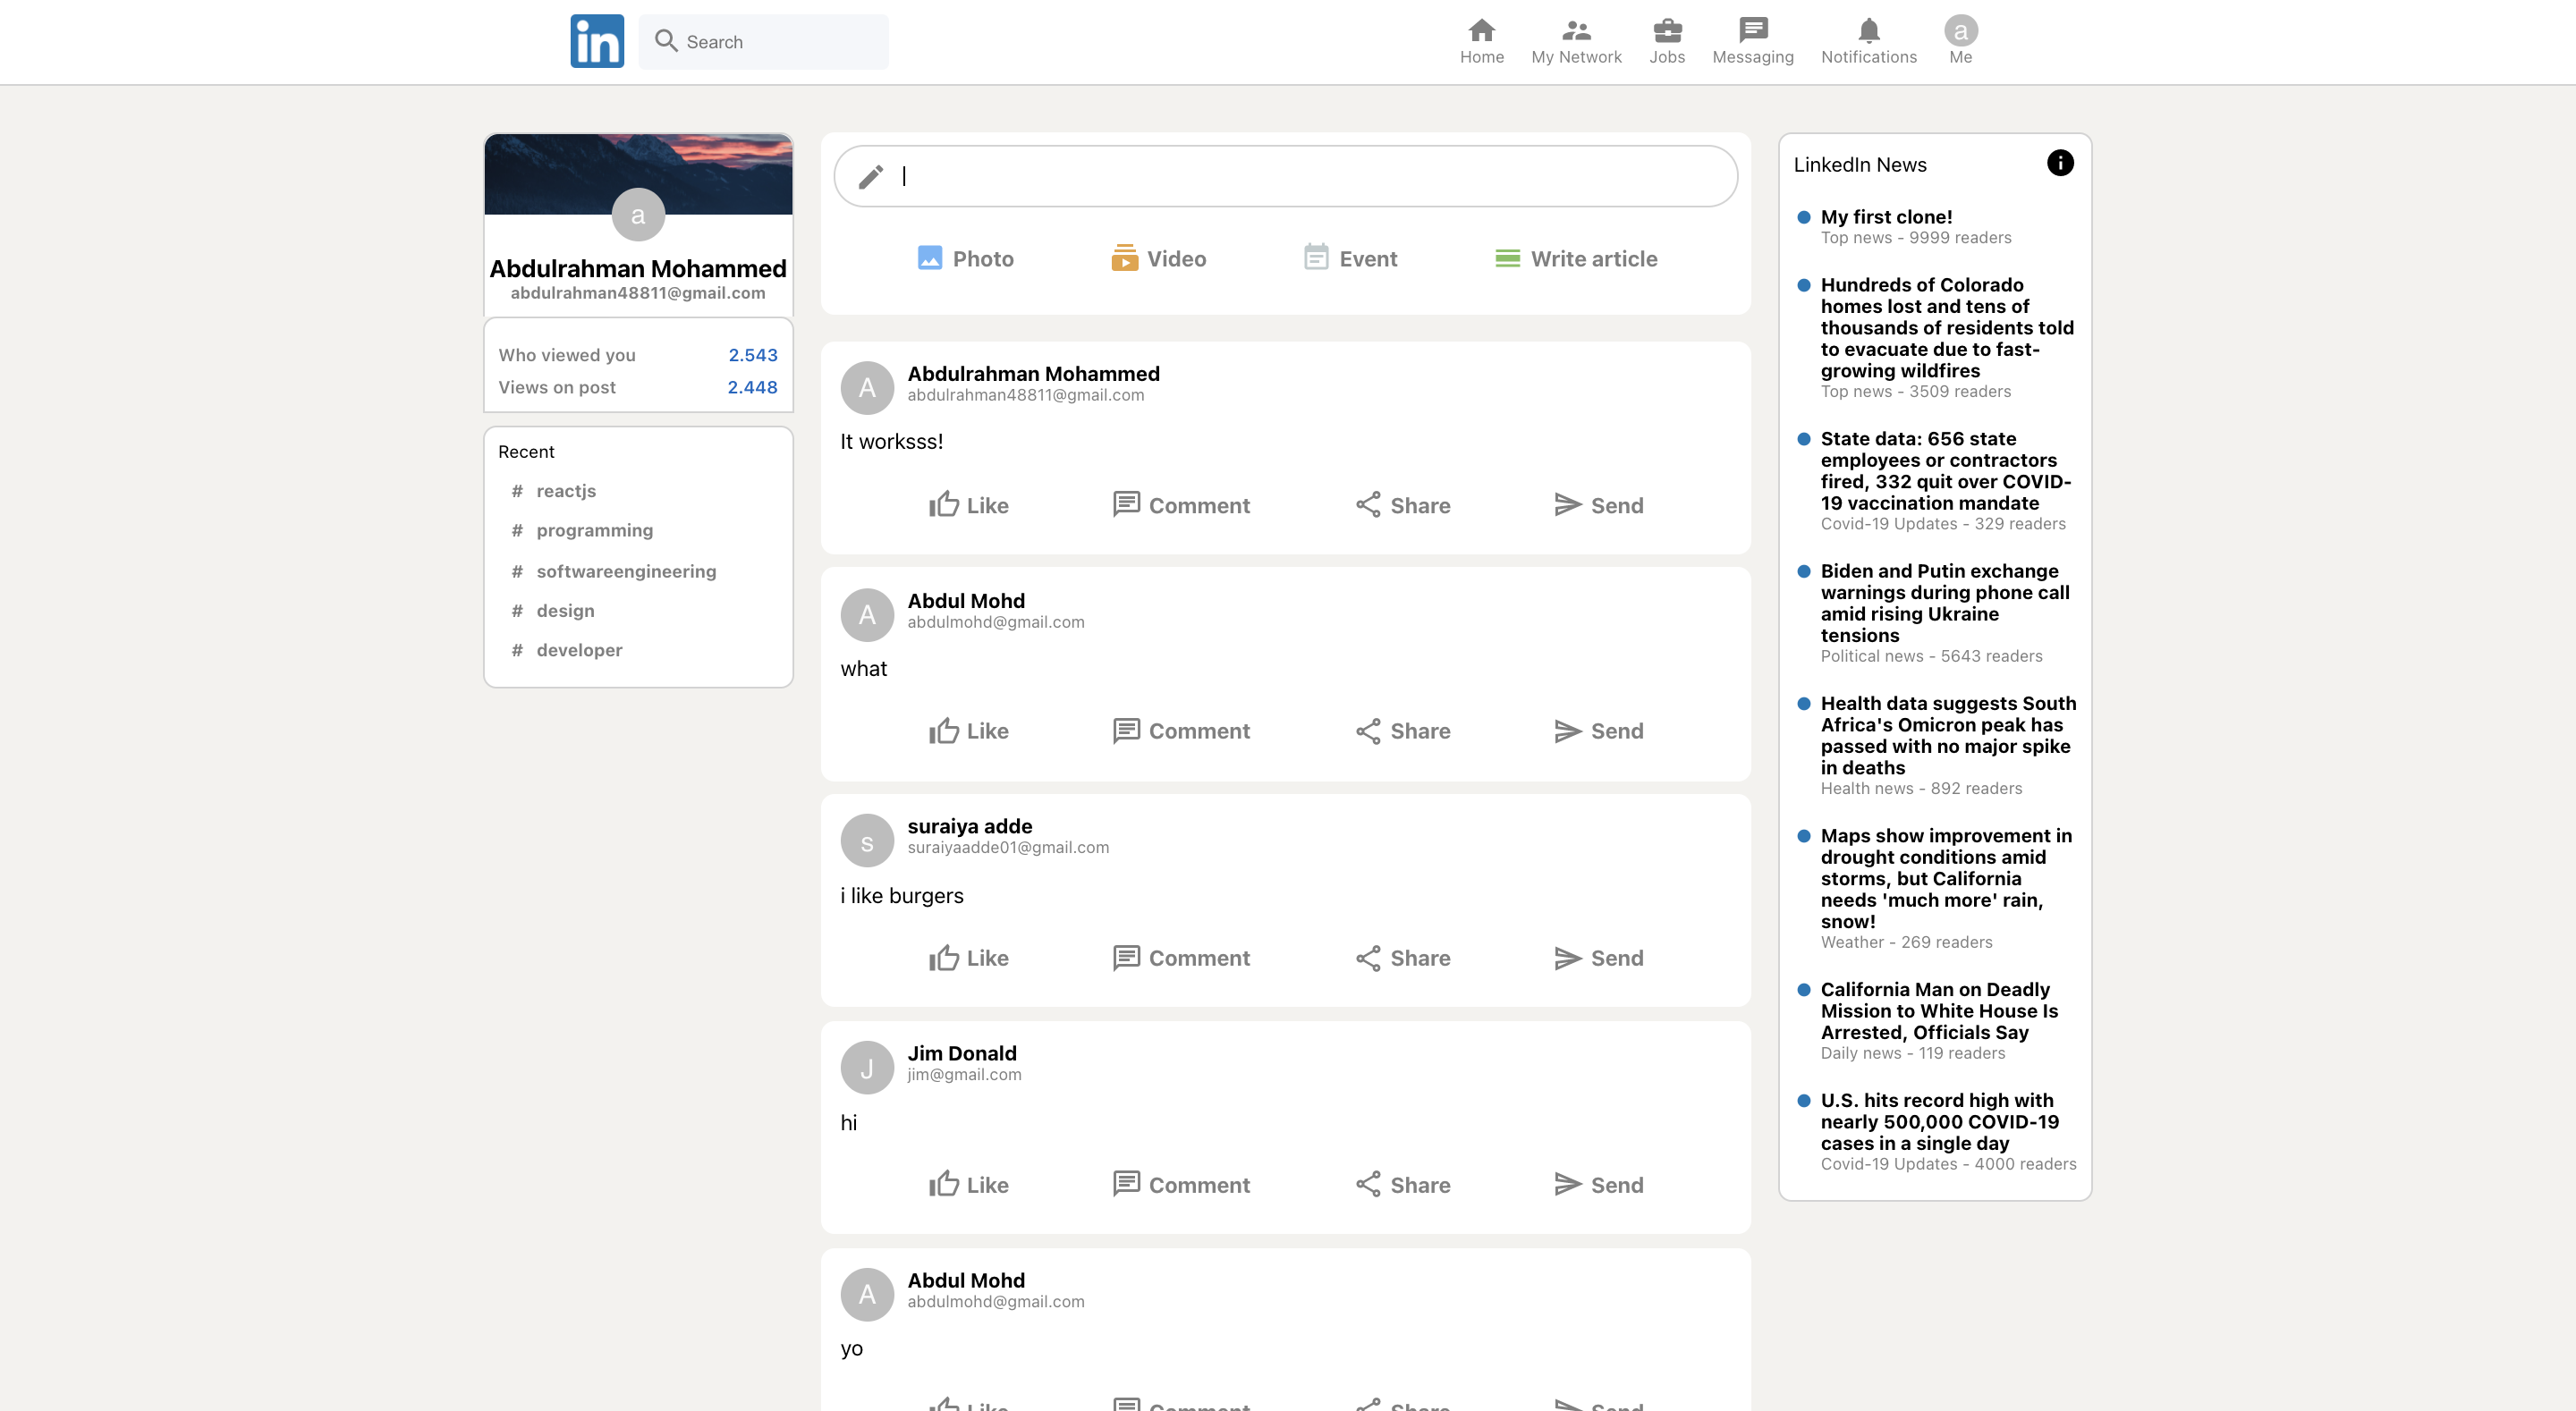 in
Search
Home
My Network
Jobs
Messaging
Notifications
a
Me
a
Abdulrahman Mohammed
abdulrahman48811@gmail.com
Who viewed you 2.543
Views on post 2.448
Recent
# reactjs
# programming
# softwareengineering
# design
# developer
Photo
Video
Event
Write article
A
Abdulrahman Mohammed
abdulrahman48811@gmail.com
It worksss!
Like Comment Share Send
A
Abdul Mohd
abdulmohd@gmail.com
what
Like Comment Share Send
s
suraiya adde
suraiyaadde01@gmail.com
i like burgers
Like Comment Share Send
J
Jim Donald
jim@gmail.com
hi
Like Comment Share Send
A
Abdul Mohd
abdulmohd@gmail.com
yo
Like Comment Share Send
LinkedIn News
My first clone!
Top news - 9999 readers
Hundreds of Colorado
homes lost and tens of
thousands of residents told
to evacuate due to fast-
growing wildfires
Top news - 3509 readers
State data: 656 state
employees or contractors
fired, 332 quit over COVID-
19 vaccination mandate
Covid-19 Updates - 329 readers
Biden and Putin exchange
warnings during phone call
amid rising Ukraine
tensions
Political news - 5643 readers
Health data suggests South
Africa's Omicron peak has
passed with no major spike
in deaths
Health news - 892 readers
Maps show improvement in
drought conditions amid
storms, but California
needs 'much more' rain,
snow!
Weather - 269 readers
California Man on Deadly
Mission to White House Is
Arrested, Officials Say
Daily news - 119 readers
U.S. hits record high with
nearly 500,000 COVID-19
cases in a single day
Covid-19 Updates - 4000 readers